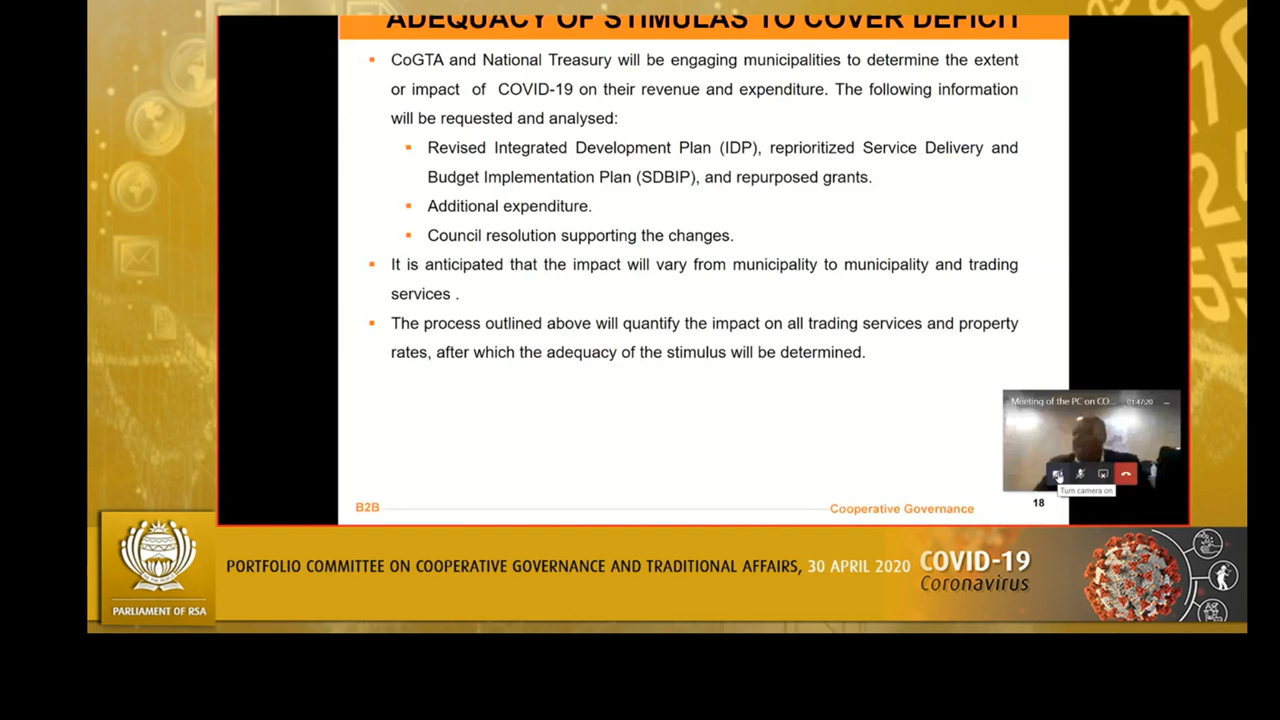 ADEQUACY OF STIMULAS TO COVER DEFICIT
CoGTA and National Treasury will be engaging municipalities to determine the extent
or impact of COVID-19 on their revenue and expenditure. The following information
will be requested and analysed:
Revised Integrated Development Plan (IDP), reprioritized Service Delivery and
Budget Implementation Plan (SDBIP), and repurposed grants.
Additional expenditure.
Council resolution supporting the changes.
It is anticipated that the impact will vary from municipality to municipality and trading
services .
The process outlined above will quantify the impact on all trading services and property
rates, after which the adequacy of the stimulus will be determined.
Meeting of the PC on CO... 01:47:20
Turn camera on
B2B
Cooperative Governance
18
PARLIAMENT OF RSA
PORTFOLIO COMMITTEE ON COOPERATIVE GOVERNANCE AND TRADITIONAL AFFAIRS, 30 APRIL 2020
COVID-19
Coronavirus